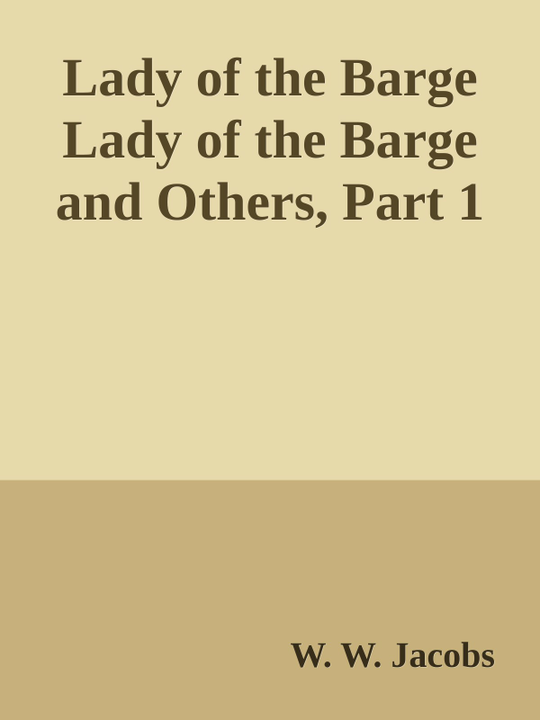 Lady of the Barge
Lady of the Barge
and Others, Part 1
W. W. Jacobs